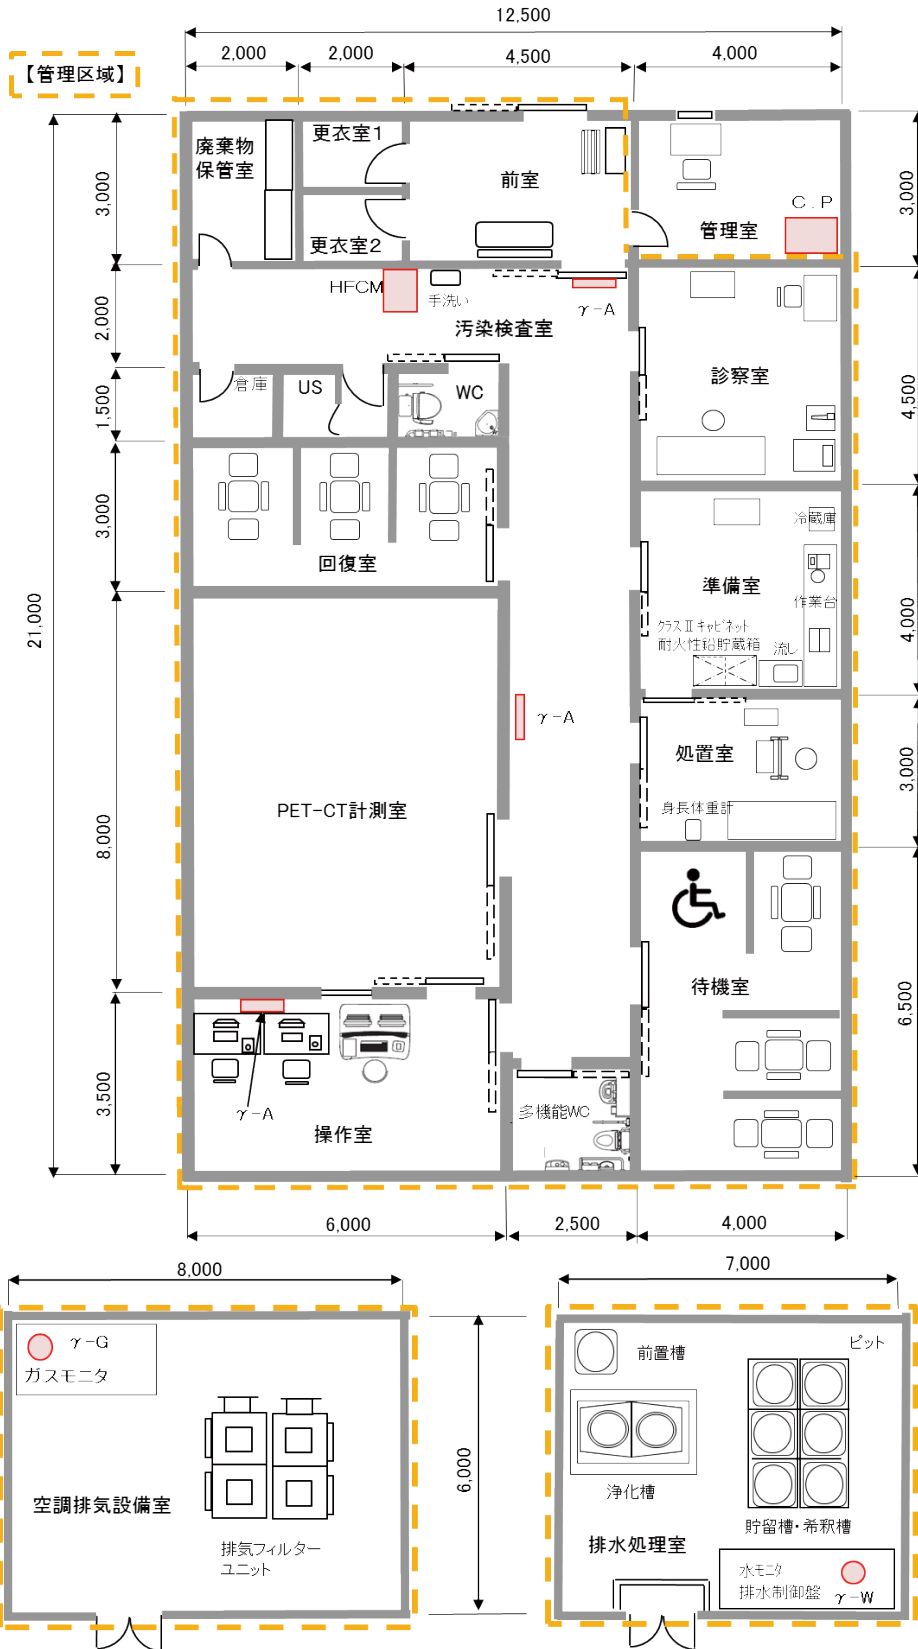 12,500
2,000
2,000
4,500
4,000
【管理区域】
廃棄物
保管室
更衣室1
更衣室2
前室
管理室
C.P
3,000
3,000
HFCM
手洗い
γ-A
汚染検査室
2,000
倉庫
US
WC
1,500
診察室
4,500
回復室
3,000
冷蔵庫
準備室
作業台
クラスⅡキャビネット
耐火性鉛貯蔵箱
流し
4,000
21,000
γ-A
処置室
身長体重計
3,000
PET-CT計測室
8,000
待機室
6,500
γ-A
操作室
多機能WC
3,500
6,000
2,500
4,000
8,000
7,000
γ-G
ガスモニタ
空調排気設備室
排気フィルター
ユニット
6,000
前置槽
ピット
浄化槽
貯留槽・希釈槽
排水処理室
水モニタ
排水制御盤
γ-W